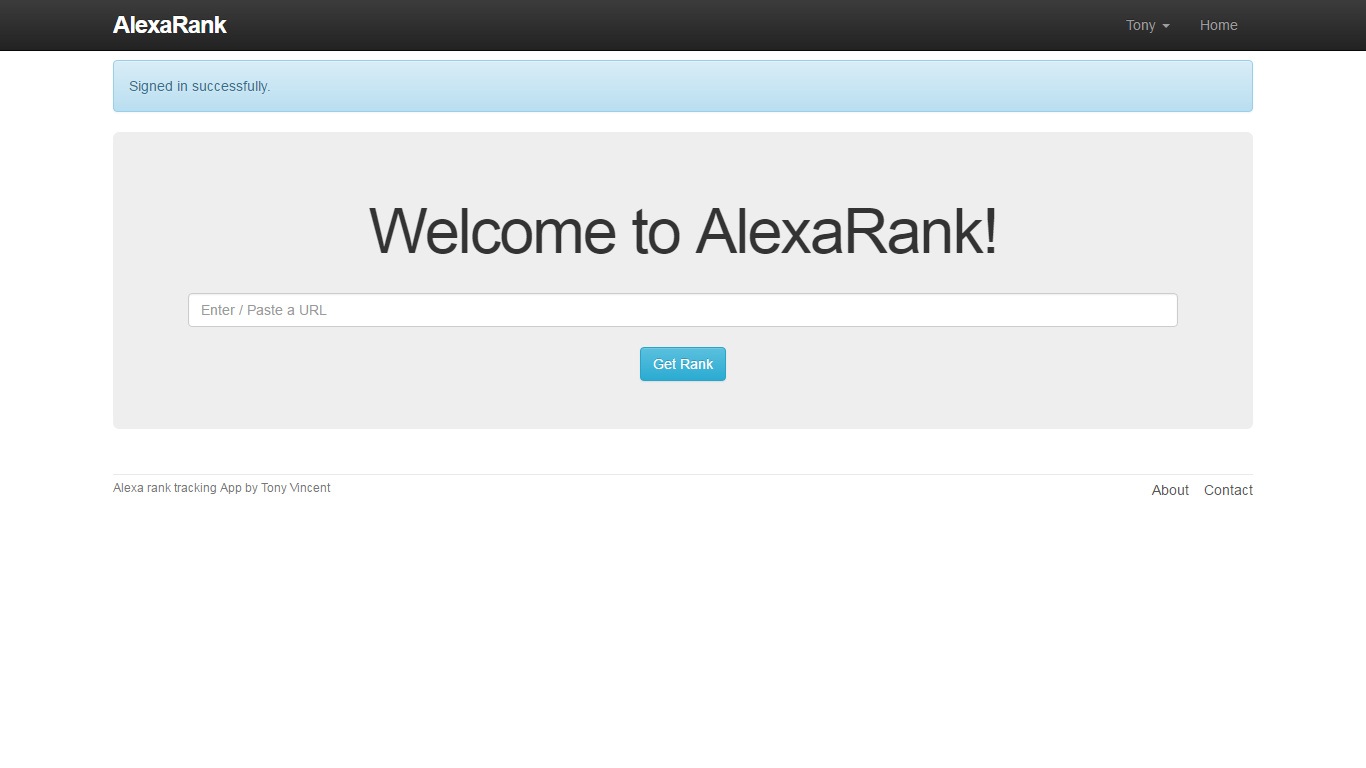 AlexaRank
Tony
Home
Signed in successfully.
Welcome to AlexaRank!
Enter / Paste a URL
Get Rank
Alexa rank tracking App by Tony Vincent
About
Contact